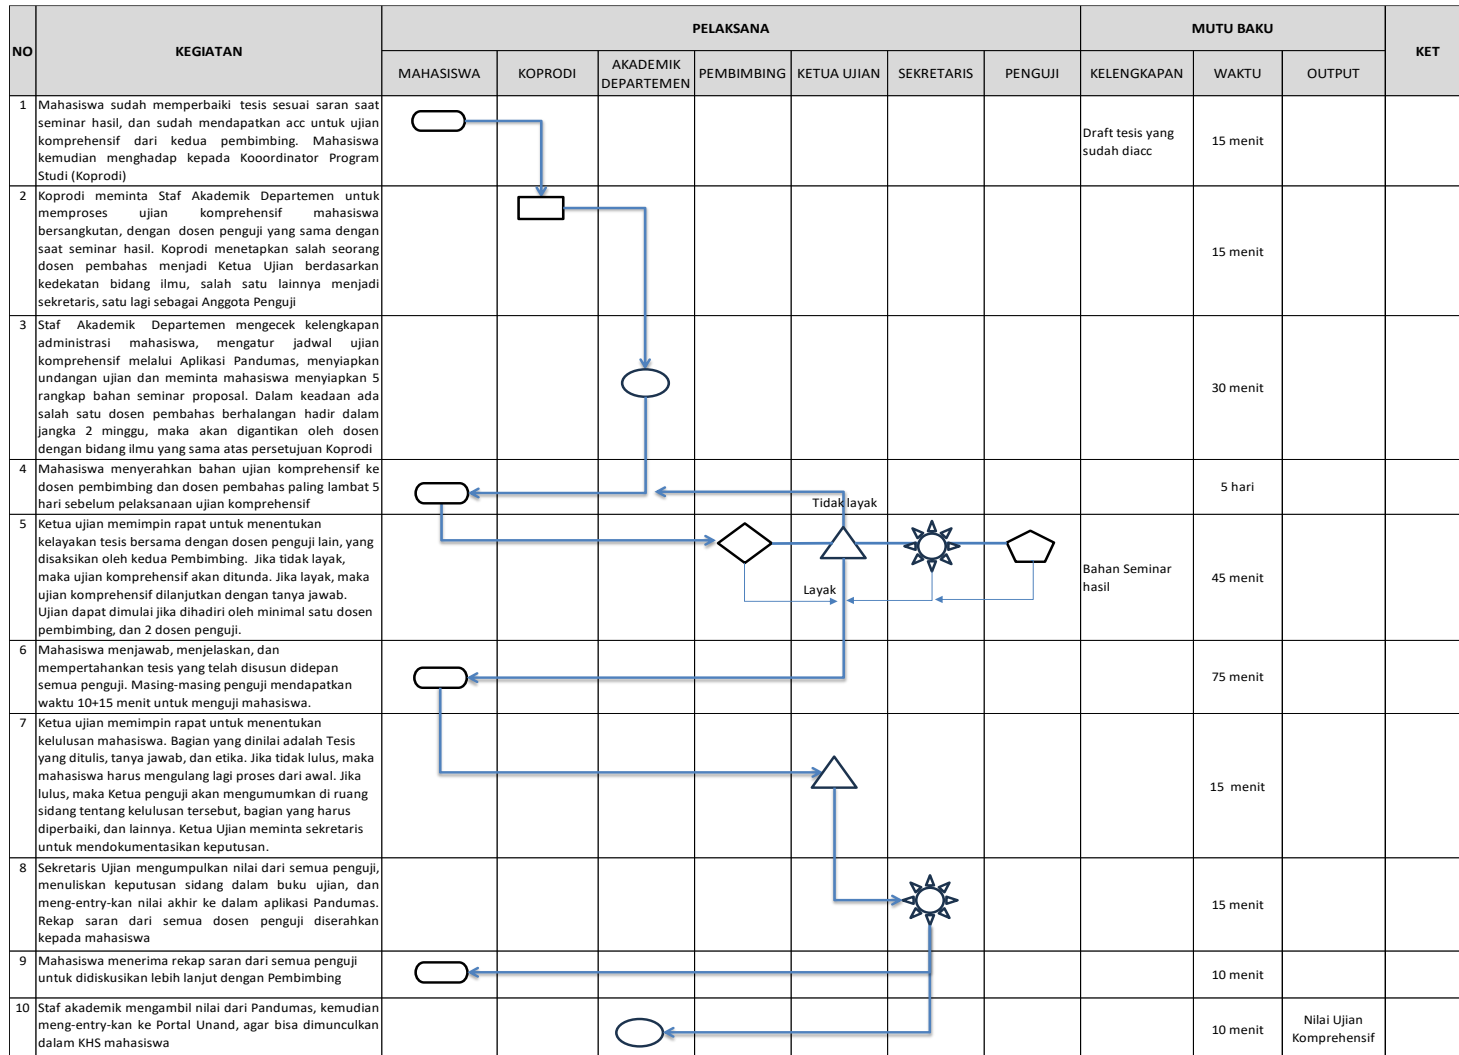 NO
KEGIATAN
PELAKSANA
MUTU BAKU
KET
MAHASISWA
KOPRODI
AKADEMIK
DEPARTEMEN
PEMBIMBING
KETUA UJIAN
SEKRETARIS
PENGUJI
KELENGKAPAN
WAKTU
OUTPUT
1
Mahasiswa sudah memperbaiki tesis sesuai saran saat
seminar hasil, dan sudah mendapatkan acc untuk ujian
komprehensif dari kedua pembimbing. Mahasiswa
kemudian menghadap kepada Kooordinator Program
Studi (Koprodi)
Draft tesis yang
sudah diacc
15 menit
2
Koprodi meminta Staf Akademik Departemen untuk
memproses ujian komprehensif mahasiswa
bersangkutan, dengan dosen penguji yang sama dengan
saat seminar hasil. Koprodi menetapkan salah seorang
dosen pembahas menjadi Ketua Ujian berdasarkan
kedekatan bidang ilmu, salah satu lainnya menjadi
sekretaris, satu lagi sebagai Anggota Penguji
15 menit
3
Staf Akademik Departemen mengecek kelengkapan
administrasi mahasiswa, mengatur jadwal ujian
komprehensif melalui Aplikasi Pandumas, menyiapkan
undangan ujian dan meminta mahasiswa menyiapkan 5
rangkap bahan seminar proposal. Dalam keadaan ada
salah satu dosen pembahas berhalangan hadir dalam
jangka 2 minggu, maka akan digantikan oleh dosen
dengan bidang ilmu yang sama atas persetujuan Koprodi
30 menit
4
Mahasiswa menyerahkan bahan ujian komprehensif ke
dosen pembimbing dan dosen pembahas paling lambat 5
hari sebelum pelaksanaan ujian komprehensif
5 hari
Tidak layak
5
Ketua ujian memimpin rapat untuk menentukan
kelayakan tesis bersama dengan dosen penguji lain, yang
disaksikan oleh kedua Pembimbing. Jika tidak layak,
maka ujian komprehensif akan ditunda. Jika layak, maka
ujian komprehensif dilanjutkan dengan tanya jawab.
Ujian dapat dimulai jika dihadiri oleh minimal satu dosen
pembimbing, dan 2 dosen penguji.
Layak
Bahan Seminar
hasil
45 menit
6
Mahasiswa menjawab, menjelaskan, dan
mempertahankan tesis yang telah disusun didepan
semua penguji. Masing-masing penguji mendapatkan
waktu 10+15 menit untuk menguji mahasiswa.
75 menit
7
Ketua ujian memimpin rapat untuk menentukan
kelulusan mahasiswa. Bagian yang dinilai adalah Tesis
yang ditulis, tanya jawab, dan etika. Jika tidak lulus, maka
mahasiswa harus mengulang lagi proses dari awal. Jika
lulus, maka Ketua penguji akan mengumumkan di ruang
sidang tentang kelulusan tersebut, bagian yang harus
diperbaiki, dan lainnya. Ketua Ujian meminta sekretaris
untuk mendokumentasikan keputusan.
15 menit
8
Sekretaris Ujian mengumpulkan nilai dari semua penguji,
menuliskan keputusan sidang dalam buku ujian, dan
meng-entry-kan nilai akhir ke dalam aplikasi Pandumas.
Rekap saran dari semua dosen penguji diserahkan
kepada mahasiswa
15 menit
9
Mahasiswa menerima rekap saran dari semua penguji
untuk didiskusikan lebih lanjut dengan Pembimbing
10 menit
10
Staf akademik mengambil nilai dari Pandumas, kemudian
meng-entry-kan ke Portal Unand, agar bisa dimunculkan
dalam KHS mahasiswa
10 menit
Nilai Ujian
Komprehensif